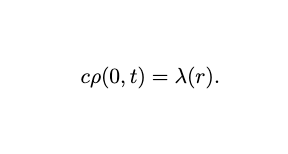 cρ(0, t) = λ(r).